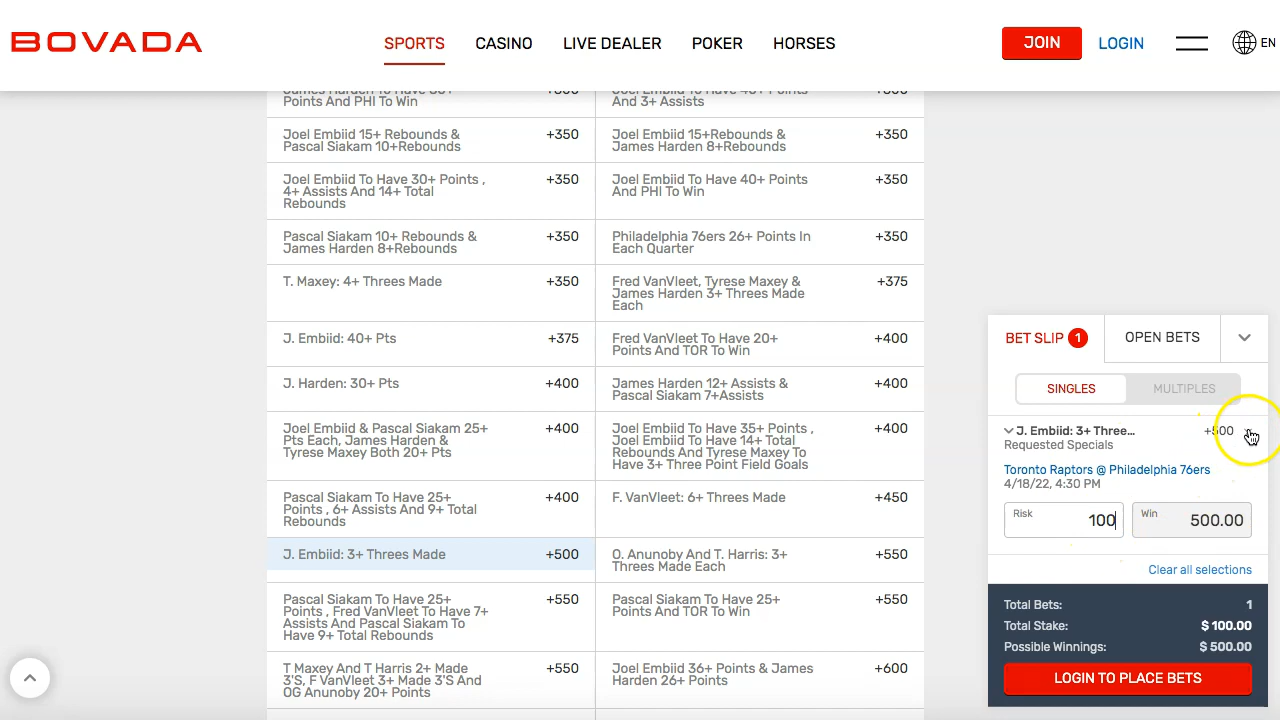 BOVADA
SPORTS
CASINO
LIVE DEALER
POKER
HORSES
JOIN
LOGIN
EN
Points And PHI To Win
And 3+ Assists
Joel Embiid 15+ Rebounds &
Pascal Siakam 10+Rebounds
+350
Joel Embiid 15+Rebounds &
James Harden 8+Rebounds
+350
Joel Embiid To Have 30+ Points ,
4+ Assists And 14+ Total
Rebounds
+350
Joel Embiid To Have 40+ Points
And PHI To Win
+350
Pascal Siakam 10+ Rebounds &
James Harden 8+Rebounds
+350
Philadelphia 76ers 26+ Points In
Each Quarter
+350
T. Maxey: 4+ Threes Made
+350
Fred VanVleet, Tyrese Maxey &
James Harden 3+ Threes Made
Each
+375
J. Embiid: 40+ Pts
+375
Fred VanVleet To Have 20+
Points And TOR To Win
+400
J. Harden: 30+ Pts
+400
James Harden 12+ Assists &
Pascal Siakam 7+Assists
+400
Joel Embiid & Pascal Siakam 25+
Pts Each, James Harden &
Tyrese Maxey Both 20+ Pts
+400
Joel Embiid To Have 35+ Points ,
Joel Embiid To Have 14+ Total
Rebounds And Tyrese Maxey To
Have 3+ Three Point Field Goals
+400
Pascal Siakam To Have 25+
Points , 6+ Assists And 9+ Total
Rebounds
+400
F. VanVleet: 6+ Threes Made
+450
J. Embiid: 3+ Threes Made
+500
O. Anunoby And T. Harris: 3+
Threes Made Each
+550
Pascal Siakam To Have 25+
Points , Fred VanVleet To Have 7+
Assists And Pascal Siakam To
Have 9+ Total Rebounds
+550
Pascal Siakam To Have 25+
Points And TOR To Win
+550
T Maxey And T Harris 2+ Made
3'S, F VanVleet 3+ Made 3'S And
OG Anunoby 20+ Points
+550
Joel Embiid 36+ Points & James
Harden 26+ Points
+600
BET SLIP 1
OPEN BETS
SINGLES
MULTIPLES
J. Embiid: 3+ Three...
+500
Requested Specials
Toronto Raptors @ Philadelphia 76ers
4/18/22, 4:30 PM
Risk
100
Win
500.00
Clear all selections
Total Bets:
1
Total Stake:
$ 100.00
Possible Winnings:
$ 500.00
LOGIN TO PLACE BETS